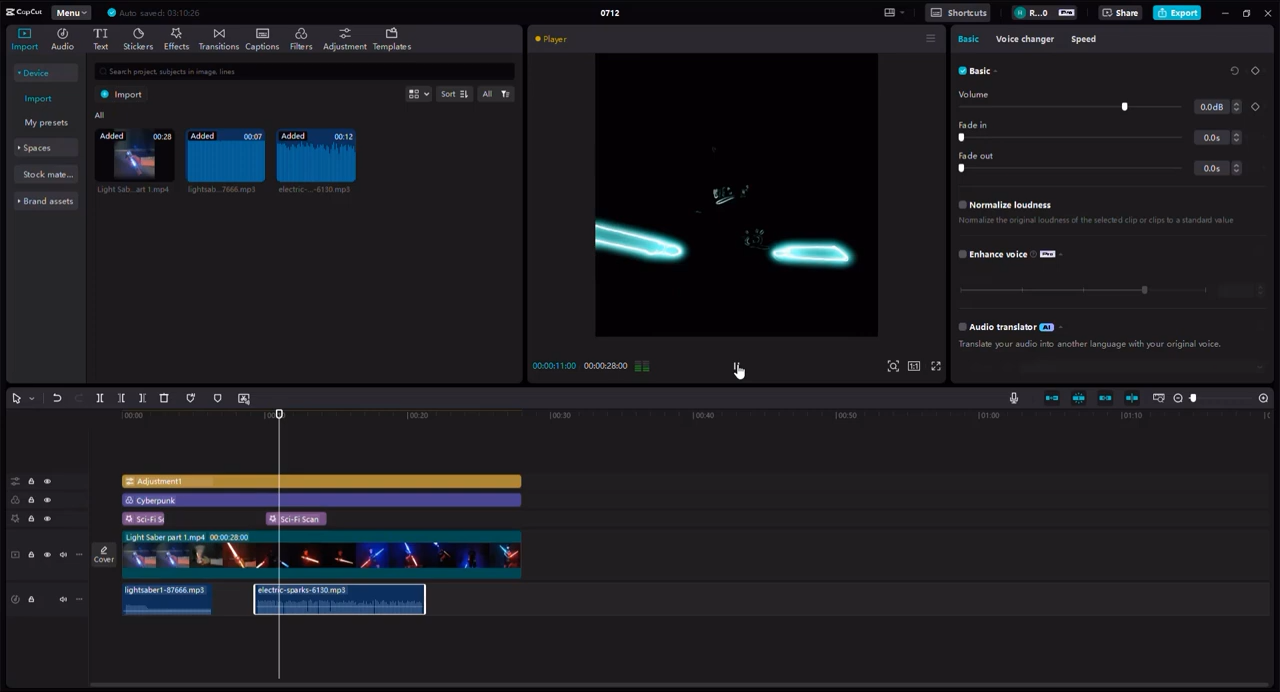 CapCut Menu Auto saved: 03:10:26 0712 Shortcuts R...0 Pro Share Export
Import Audio Text Stickers Effects Transitions Captions Filters Adjustment Templates
Device
Import
My presets
Spaces
Stock mate...
Brand assets
Search project, subjects in image, lines
Import Sort All
All
Added 00:28 Added 00:07 Added 00:12
Light Sab...art 1.mp4 lightsab...7666.mp3 electric-...-6130.mp3
Player
00:00:11:00 00:00:28:00 1:1
Basic Voice changer Speed
Basic
Volume
0.0dB
Fade in
0.0s
Fade out
0.0s
Normalize loudness
Normalize the original loudness of the selected clip or clips to a standard value
Enhance voice Pro
Audio translator AI
Translate your audio into another language with your original voice.
00:00 00:20 00:30 00:40 00:50 01:00 01:10
Adjustment1
Cyberpunk
Sci-Fi S Sci-Fi Scan
Light Saber part 1.mp4 00:00:28:00
Cover
lightsaber1-87666.mp3 electric-sparks-6130.mp3